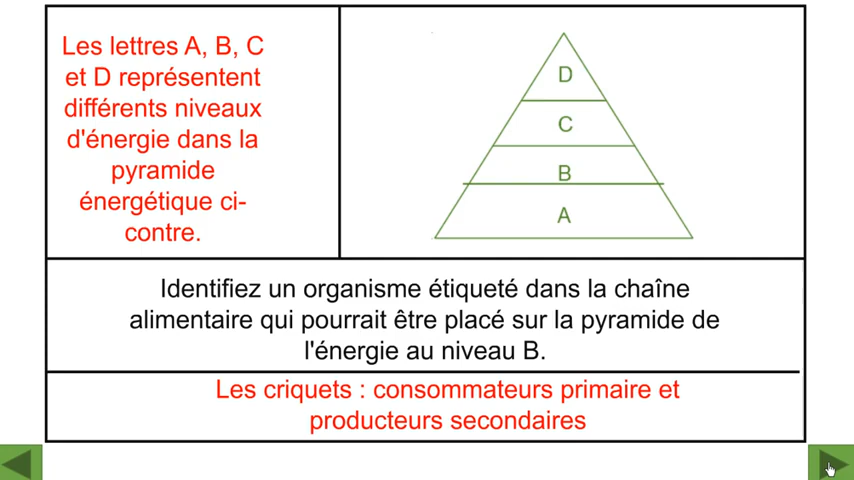 Les lettres A, B, C
et D représentent
différents niveaux
d'énergie dans la
pyramide
énergétique ci-
contre.
D
C
B
A
Identifiez un organisme étiqueté dans la chaîne
alimentaire qui pourrait être placé sur la pyramide de
l'énergie au niveau B.
Les criquets : consommateurs primaire et
producteurs secondaires